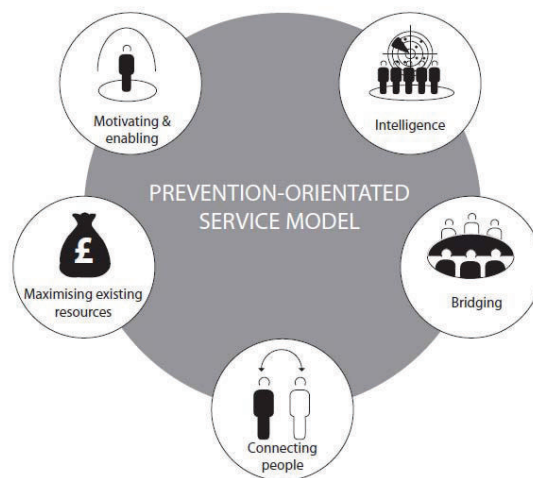 Motivating &
enabling
Intelligence
PREVENTION-ORIENTATED
SERVICE MODEL
£
Maximising existing
resources
Bridging
Connecting
people